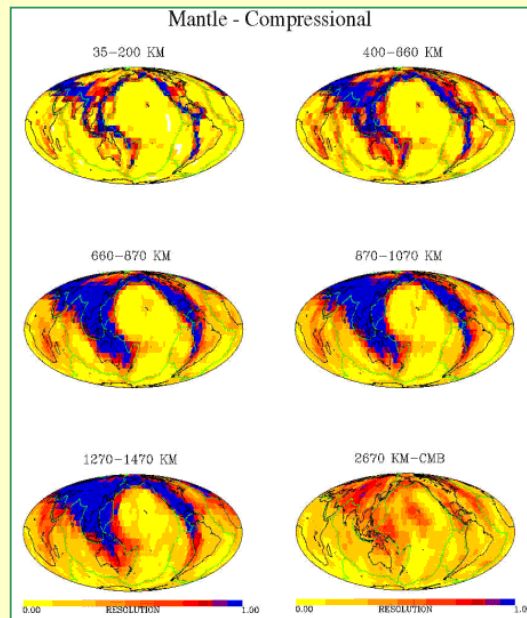 Mantle - Compressional
35-200 KM
400-660 KM
660-870 KM
870-1070 KM
1270-1470 KM
2670 KM-CMB
0.00 RESOLUTION 1.00
0.00 RESOLUTION 1.0